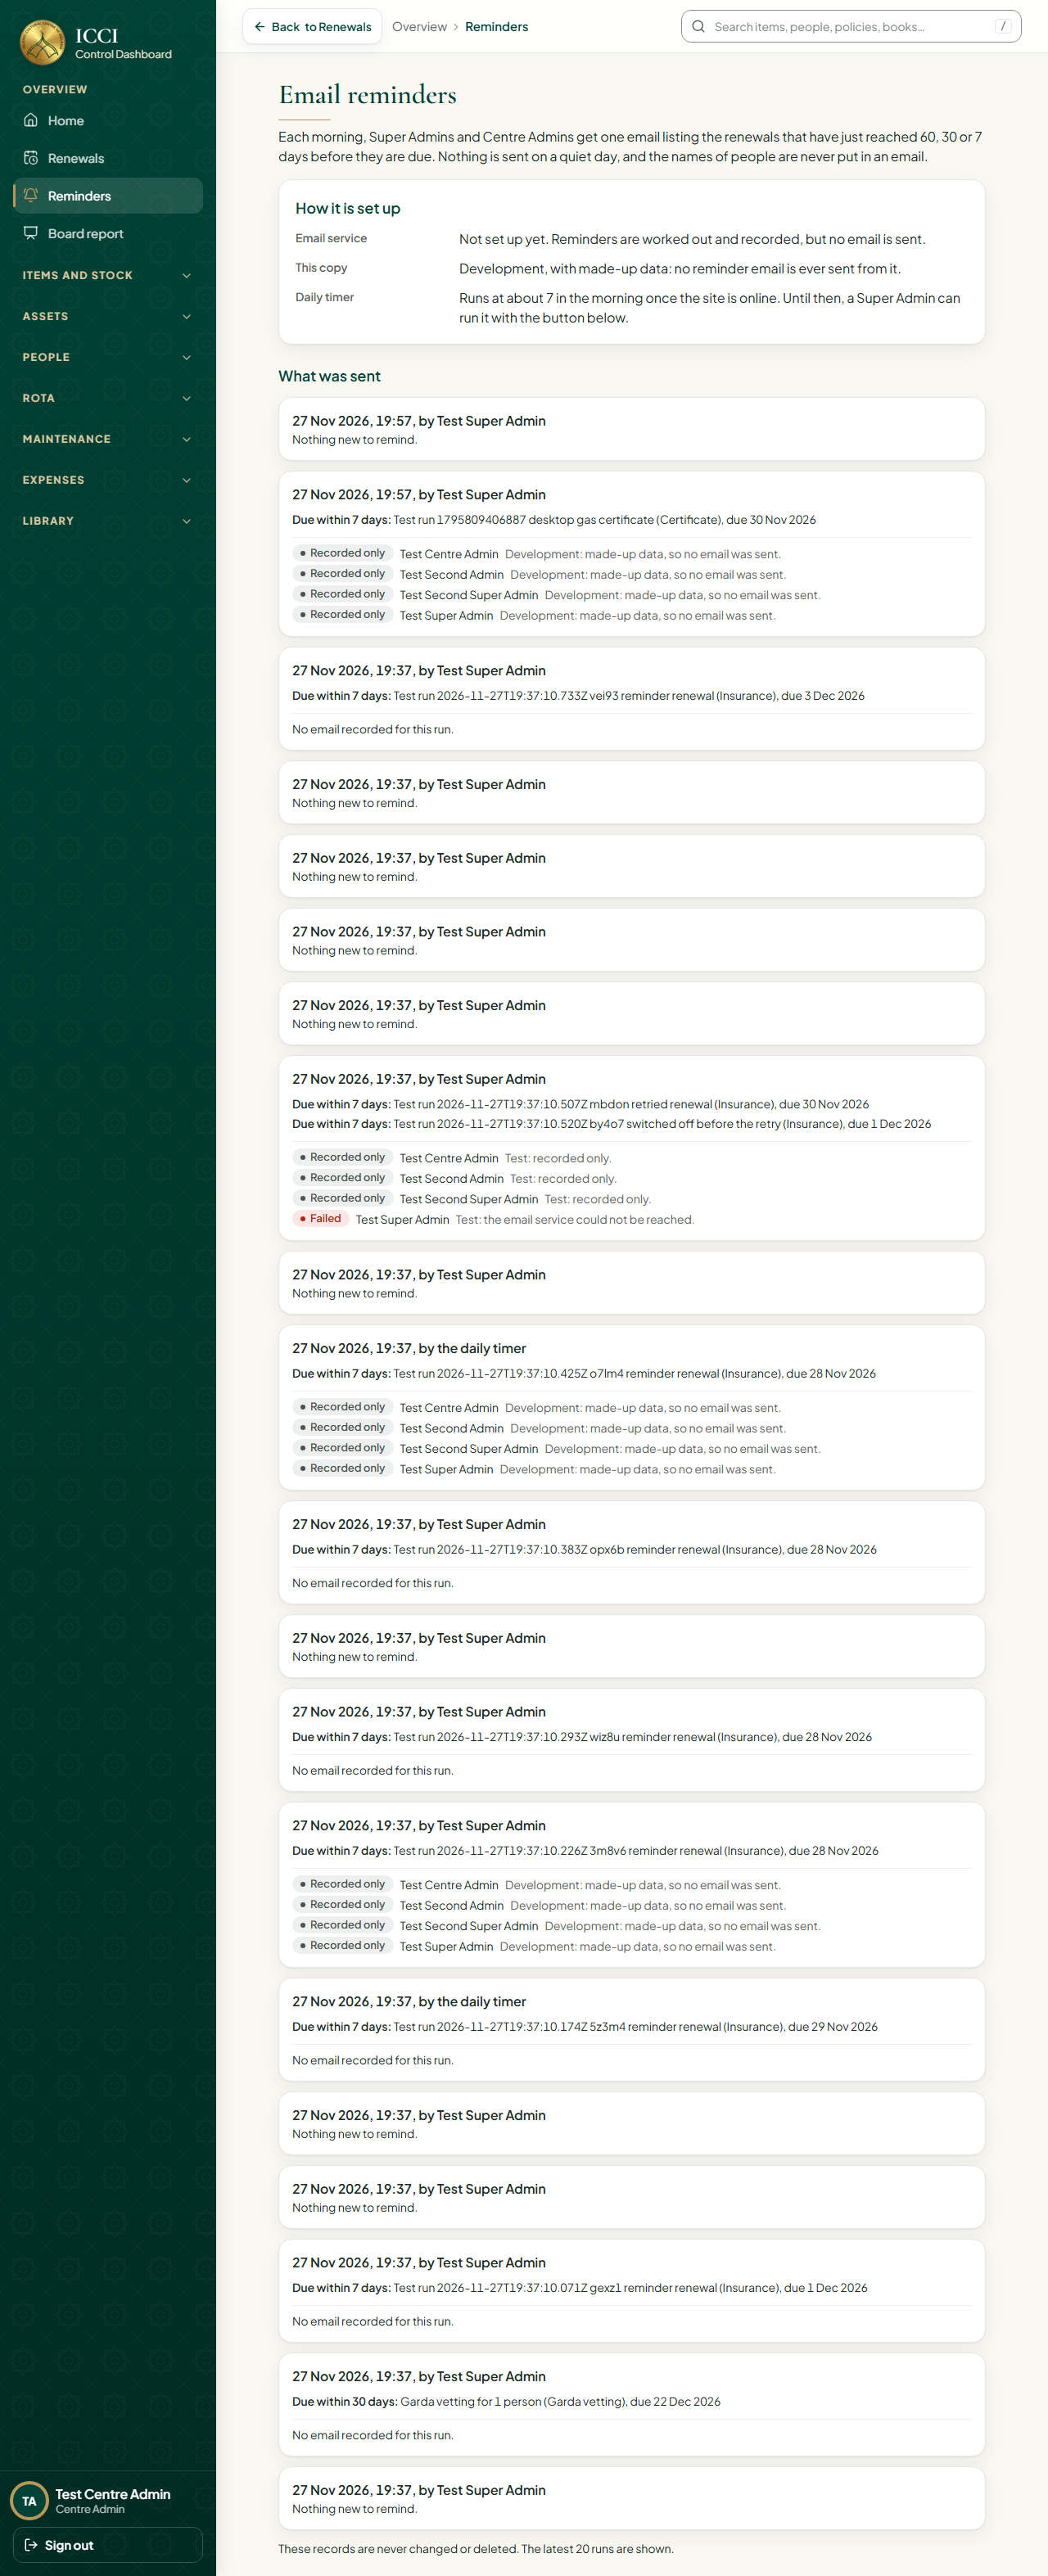 ICCI
Control Dashboard
OVERVIEW
Home
Renewals
Reminders
Board report
ITEMS AND STOCK
ASSETS
PEOPLE
ROTA
MAINTENANCE
EXPENSES
LIBRARY
TA
Test Centre Admin
Centre Admin
Sign out
Back to Renewals
Overview
Reminders
Search items, people, policies, books...
/
Email reminders
Each morning, Super Admins and Centre Admins get one email listing the renewals that have just reached 60, 30 or 7
days before they are due. Nothing is sent on a quiet day, and the names of people are never put in an email.
How it is set up
Email service
Not set up yet. Reminders are worked out and recorded, but no email is sent.
This copy
Development, with made-up data: no reminder email is ever sent from it.
Daily timer
Runs at about 7 in the morning once the site is online. Until then, a Super Admin can
run it with the button below.
What was sent
27 Nov 2026, 19:57, by Test Super Admin
Nothing new to remind.
27 Nov 2026, 19:57, by Test Super Admin
Due within 7 days: Test run 1795809406887 desktop gas certificate (Certificate), due 30 Nov 2026
Recorded only Test Centre Admin Development: made-up data, so no email was sent.
Recorded only Test Second Admin Development: made-up data, so no email was sent.
Recorded only Test Second Super Admin Development: made-up data, so no email was sent.
Recorded only Test Super Admin Development: made-up data, so no email was sent.
27 Nov 2026, 19:37, by Test Super Admin
Due within 7 days: Test run 2026-11-27T19:37:10.733Z vei93 reminder renewal (Insurance), due 3 Dec 2026
No email recorded for this run.
27 Nov 2026, 19:37, by Test Super Admin
Nothing new to remind.
27 Nov 2026, 19:37, by Test Super Admin
Nothing new to remind.
27 Nov 2026, 19:37, by Test Super Admin
Nothing new to remind.
27 Nov 2026, 19:37, by Test Super Admin
Nothing new to remind.
27 Nov 2026, 19:37, by Test Super Admin
Due within 7 days: Test run 2026-11-27T19:37:10.507Z mbdon retried renewal (Insurance), due 30 Nov 2026
Due within 7 days: Test run 2026-11-27T19:37:10.520Z by4o7 switched off before the retry (Insurance), due 1 Dec 2026
Recorded only Test Centre Admin Test: recorded only.
Recorded only Test Second Admin Test: recorded only.
Recorded only Test Second Super Admin Test: recorded only.
Failed Test Super Admin Test: the email service could not be reached.
27 Nov 2026, 19:37, by Test Super Admin
Nothing new to remind.
27 Nov 2026, 19:37, by the daily timer
Due within 7 days: Test run 2026-11-27T19:37:10.425Z o7lm4 reminder renewal (Insurance), due 28 Nov 2026
Recorded only Test Centre Admin Development: made-up data, so no email was sent.
Recorded only Test Second Admin Development: made-up data, so no email was sent.
Recorded only Test Second Super Admin Development: made-up data, so no email was sent.
Recorded only Test Super Admin Development: made-up data, so no email was sent.
27 Nov 2026, 19:37, by Test Super Admin
Due within 7 days: Test run 2026-11-27T19:37:10.383Z opx6b reminder renewal (Insurance), due 28 Nov 2026
No email recorded for this run.
27 Nov 2026, 19:37, by Test Super Admin
Nothing new to remind.
27 Nov 2026, 19:37, by Test Super Admin
Due within 7 days: Test run 2026-11-27T19:37:10.293Z wiz8u reminder renewal (Insurance), due 28 Nov 2026
No email recorded for this run.
27 Nov 2026, 19:37, by Test Super Admin
Due within 7 days: Test run 2026-11-27T19:37:10.226Z 3m8v6 reminder renewal (Insurance), due 28 Nov 2026
Recorded only Test Centre Admin Development: made-up data, so no email was sent.
Recorded only Test Second Admin Development: made-up data, so no email was sent.
Recorded only Test Second Super Admin Development: made-up data, so no email was sent.
Recorded only Test Super Admin Development: made-up data, so no email was sent.
27 Nov 2026, 19:37, by the daily timer
Due within 7 days: Test run 2026-11-27T19:37:10.174Z 5z3m4 reminder renewal (Insurance), due 29 Nov 2026
No email recorded for this run.
27 Nov 2026, 19:37, by Test Super Admin
Nothing new to remind.
27 Nov 2026, 19:37, by Test Super Admin
Nothing new to remind.
27 Nov 2026, 19:37, by Test Super Admin
Due within 7 days: Test run 2026-11-27T19:37:10.071Z gexz1 reminder renewal (Insurance), due 1 Dec 2026
No email recorded for this run.
27 Nov 2026, 19:37, by Test Super Admin
Due within 30 days: Garda vetting for 1 person (Garda vetting), due 22 Dec 2026
No email recorded for this run.
27 Nov 2026, 19:37, by Test Super Admin
Nothing new to remind.
These records are never changed or deleted. The latest 20 runs are shown.